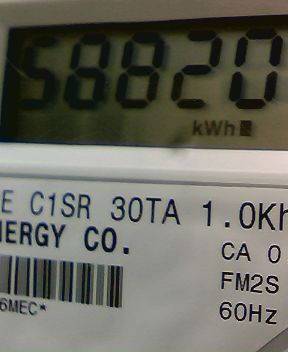 58820
kWh
E C1SR 30TA 1.0Kh
NERGY CO.
CA 0
FM2S
6MEC*
60Hz